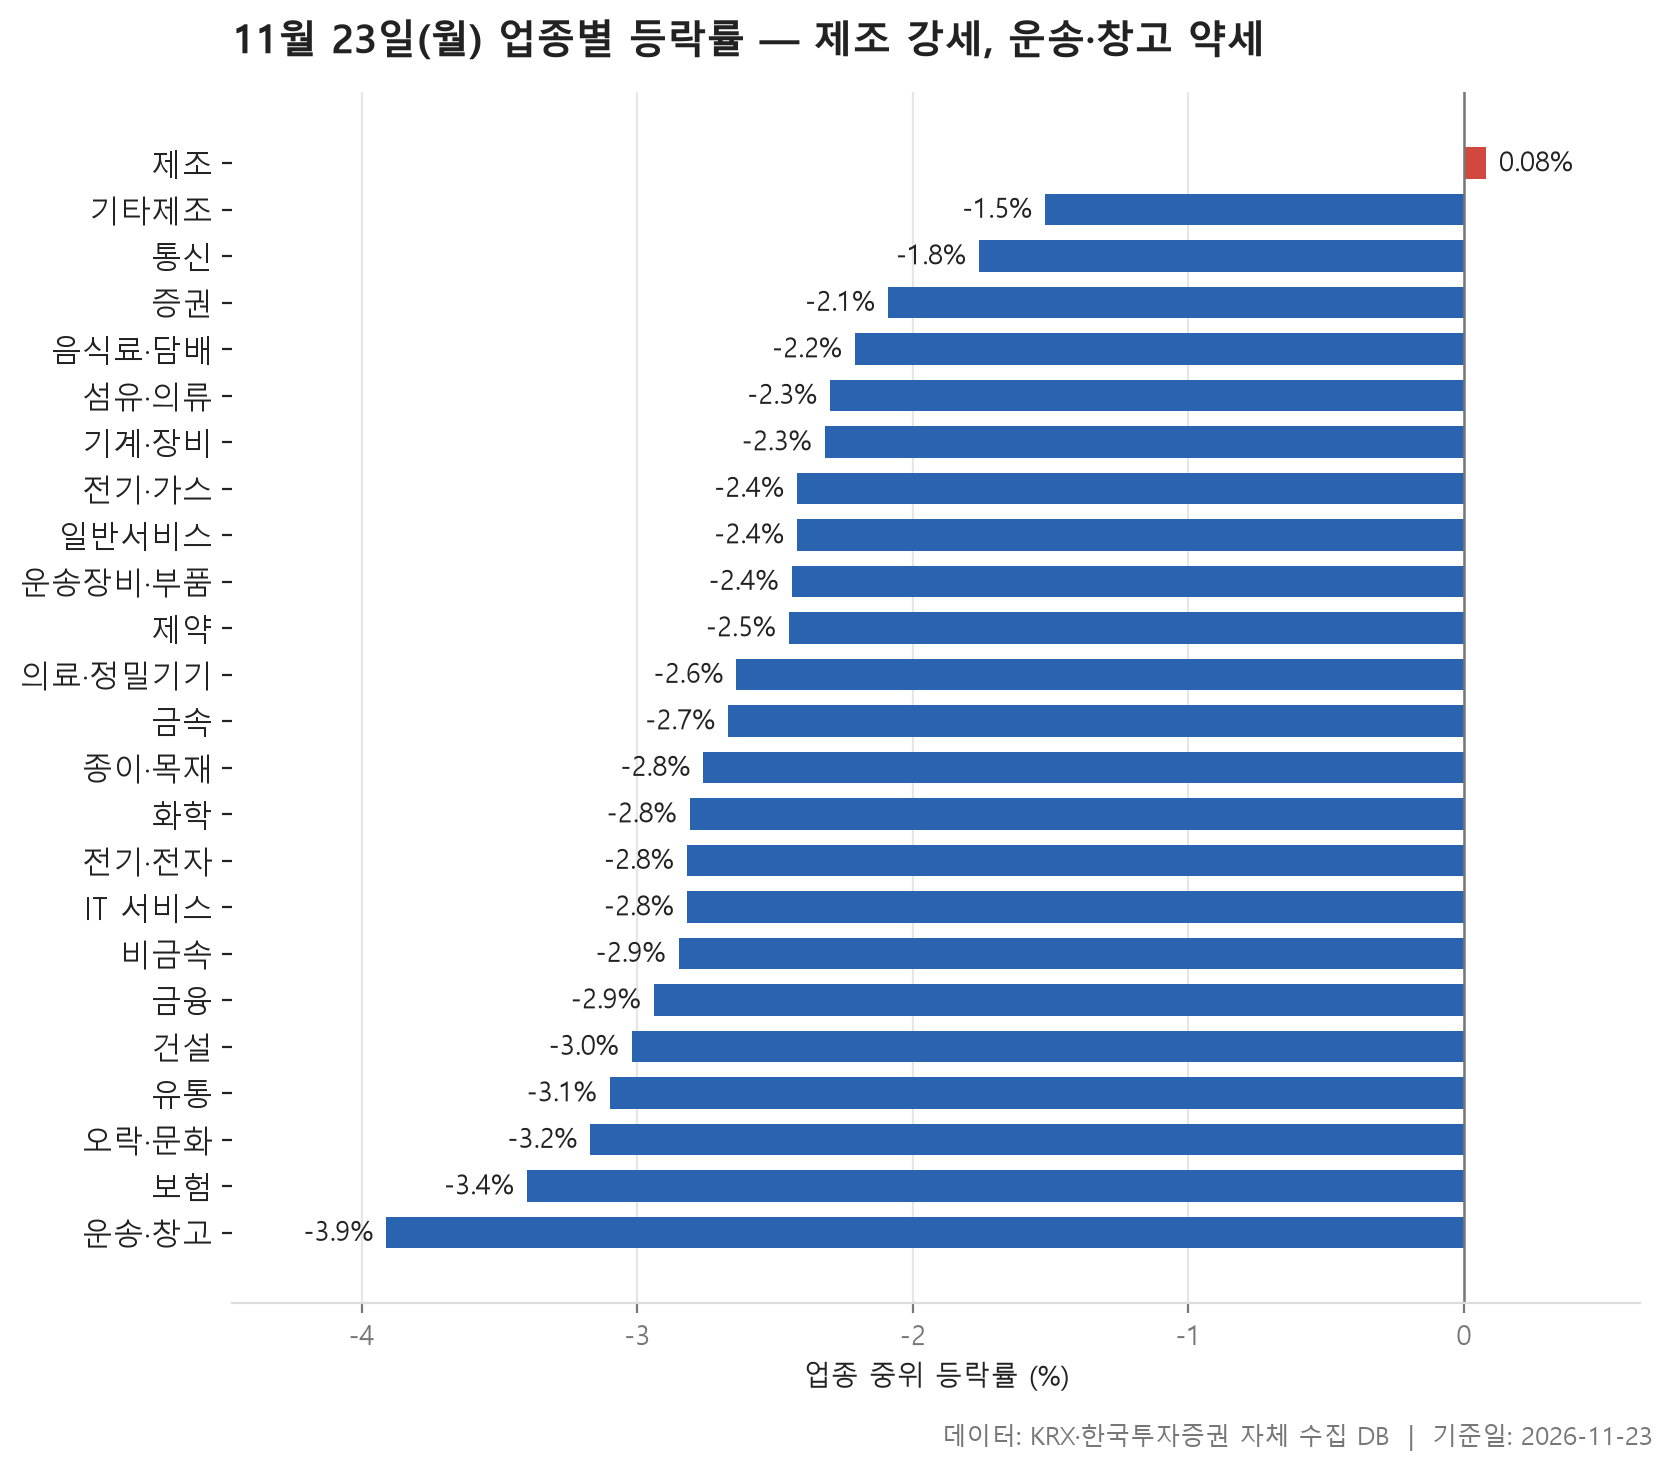 11월 23일(월) 업종별 등락률 — 제조 강세, 운송·창고 약세
제조 0.08%
기타제조 -1.5%
통신 -1.8%
증권 -2.1%
음식료·담배 -2.2%
섬유·의류 -2.3%
기계·장비 -2.3%
전기·가스 -2.4%
일반서비스 -2.4%
운송장비·부품 -2.4%
제약 -2.5%
의료·정밀기기 -2.6%
금속 -2.7%
종이·목재 -2.8%
화학 -2.8%
전기·전자 -2.8%
IT 서비스 -2.8%
비금속 -2.9%
금융 -2.9%
건설 -3.0%
유통 -3.1%
오락·문화 -3.2%
보험 -3.4%
운송·창고 -3.9%
-4 -3 -2 -1 0
업종 중위 등락률 (%)
데이터: KRX·한국투자증권 자체 수집 DB | 기준일: 2026-11-23